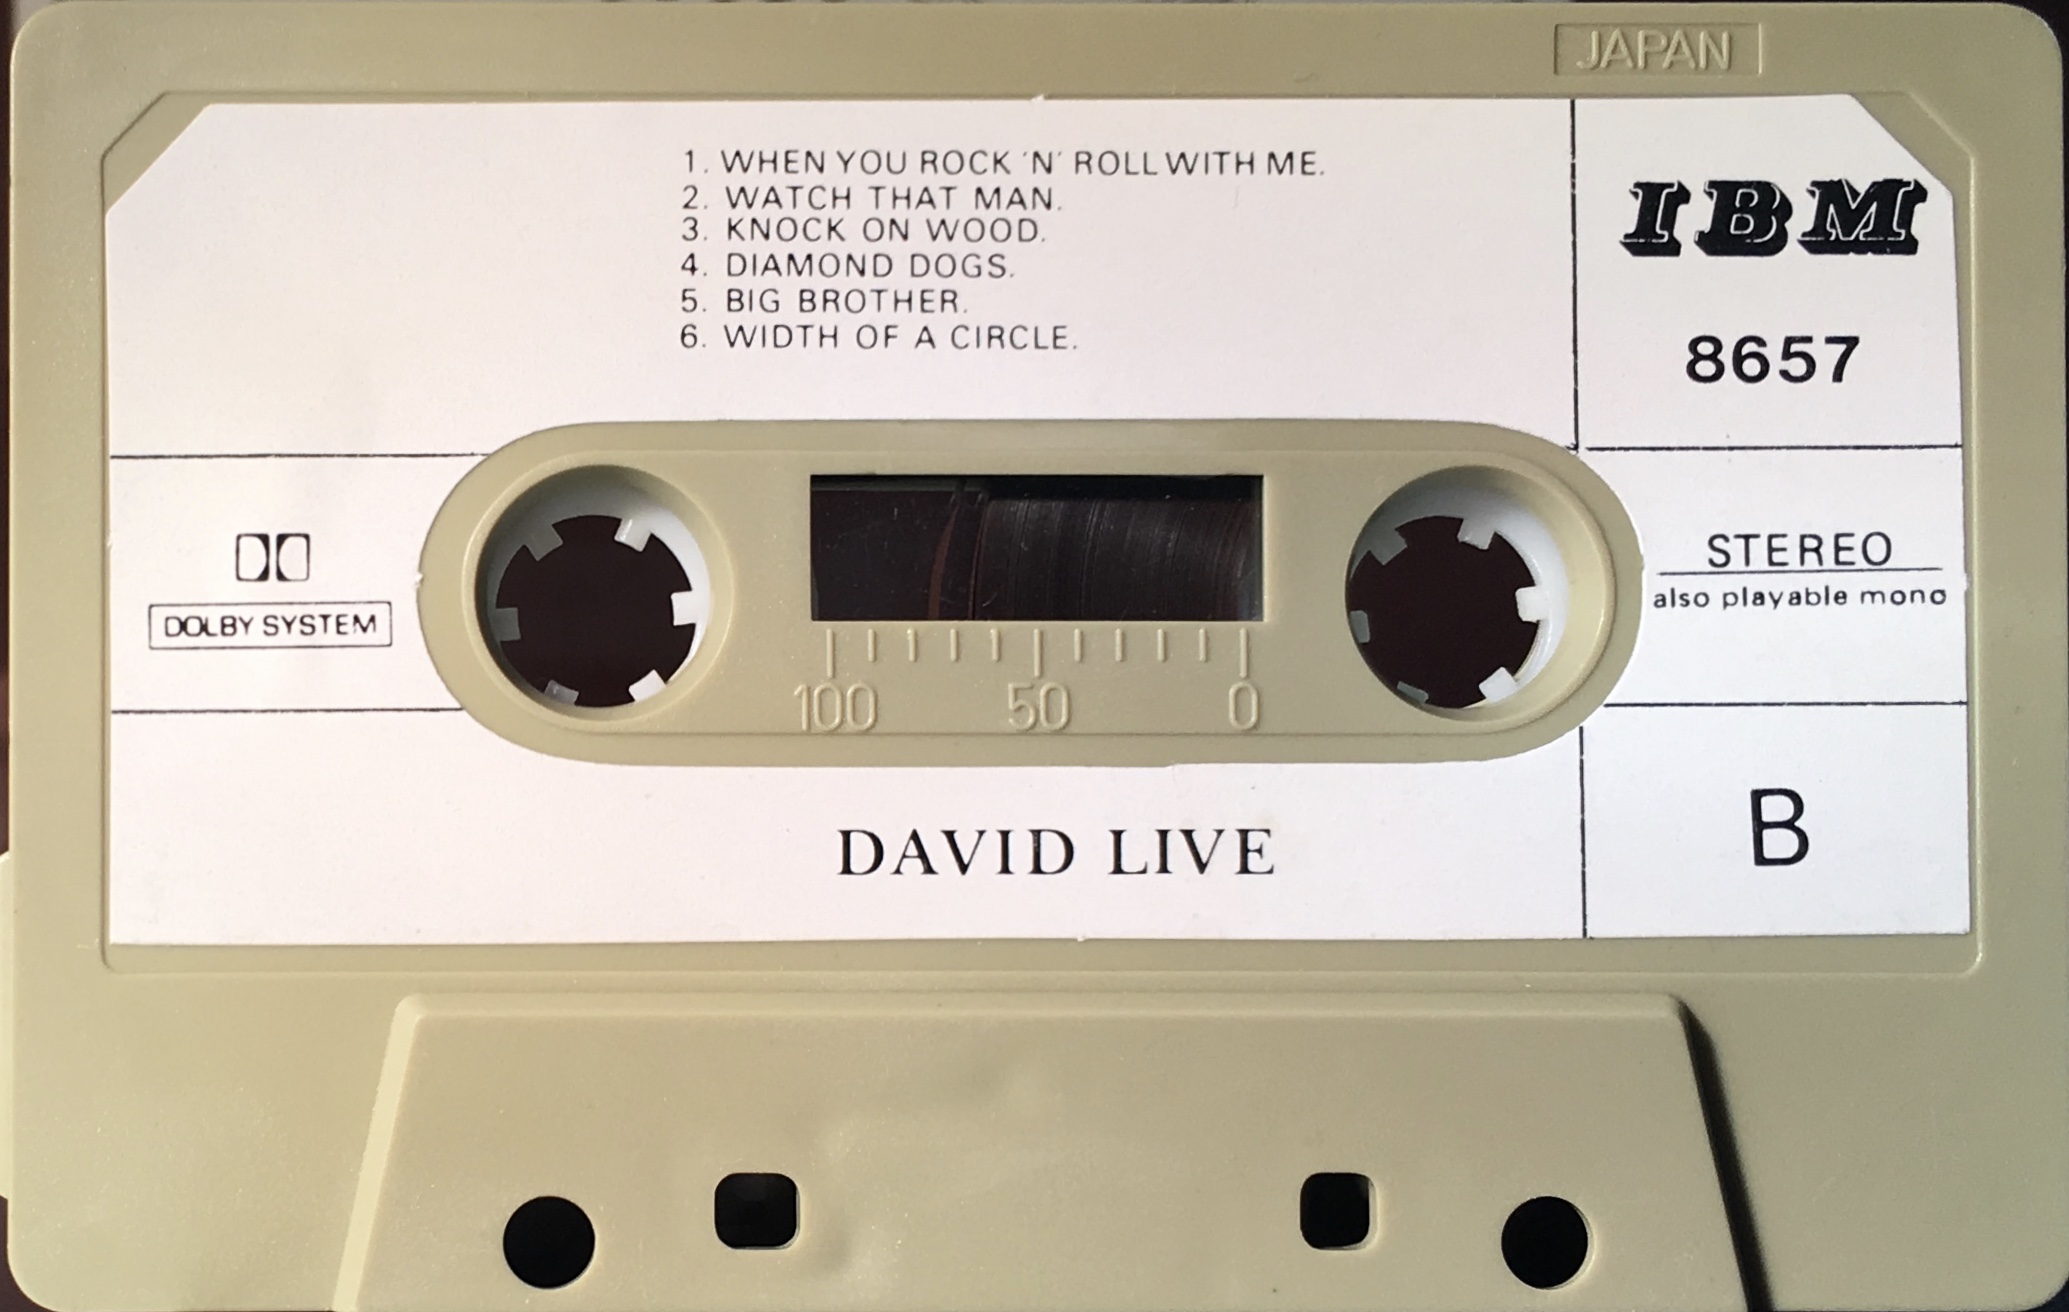 JAPAN
1. WHEN YOU ROCK 'N' ROLL WITH ME.
2. WATCH THAT MAN.
3. KNOCK ON WOOD.
4. DIAMOND DOGS.
5. BIG BROTHER.
6. WIDTH OF A CIRCLE.
IBM
8657
DOLBY SYSTEM
STEREO
also playable mono
100 50 0
DAVID LIVE
B